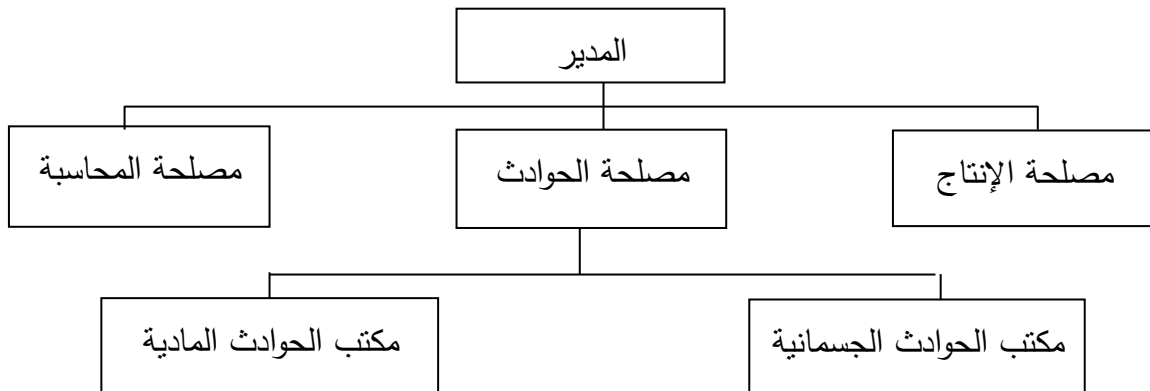 المدير
مصلحة الإنتاج
مصلحة الحوادث
مصلحة المحاسبة
مكتب الحوادث الجسمانية
مكتب الحوادث المادية